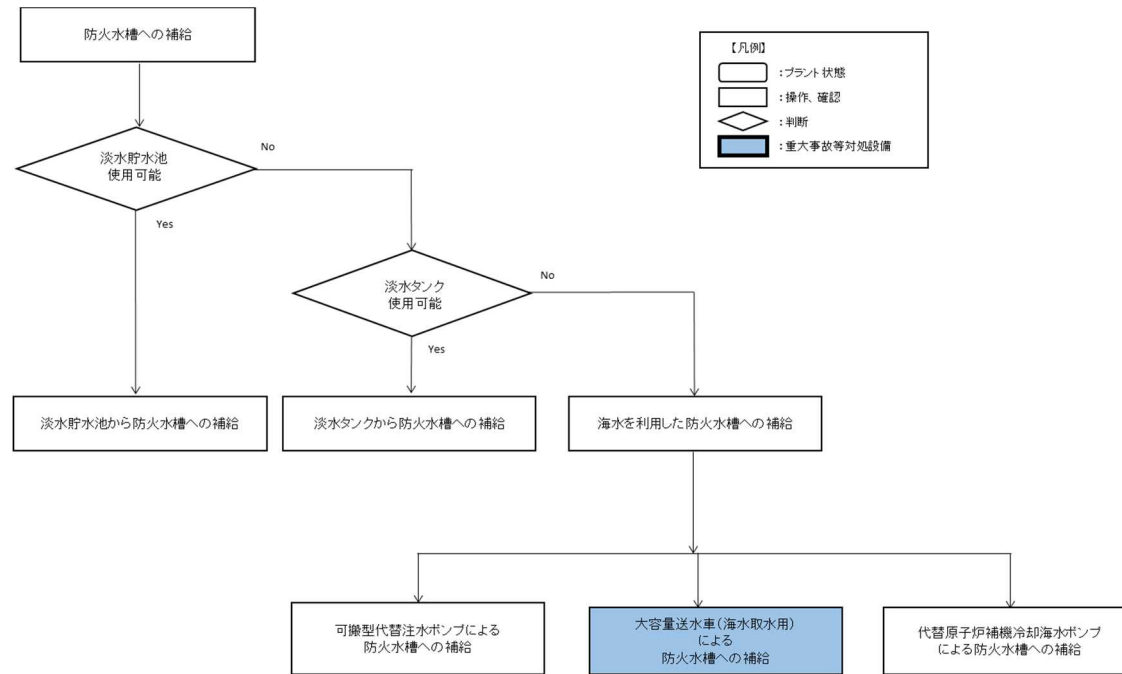 防火水槽への補給
【凡例】
：プラント状態
：操作、確認
：判断
：重大事故等対処設備
淡水貯水池
使用可能
No
Yes
淡水タンク
使用可能
No
Yes
淡水貯水池から防火水槽への補給
淡水タンクから防火水槽への補給
海水を利用した防火水槽への補給
可搬型代替注水ポンプによる
防火水槽への補給
大容量送水車（海水取水用）
による
防火水槽への補給
代替原子炉補機冷却海水ポンプ
による防火水槽への補給